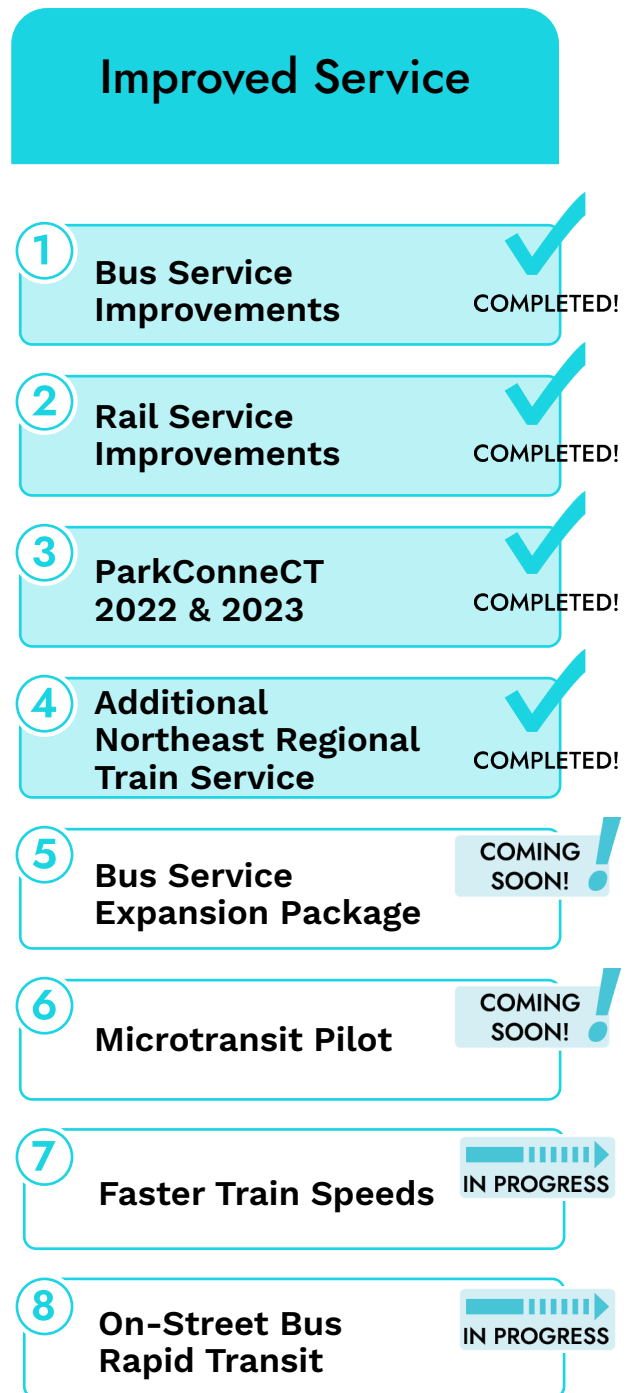 Improved Service
1
Bus Service
Improvements
COMPLETED!
2
Rail Service
Improvements
COMPLETED!
3
ParkConneCT
2022 & 2023
COMPLETED!
4
Additional
Northeast Regional
Train Service
COMPLETED!
5
Bus Service
Expansion Package
COMING
SOON!
6
Microtransit Pilot
COMING
SOON!
7
Faster Train Speeds
IN PROGRESS
8
On-Street Bus
Rapid Transit
IN PROGRESS